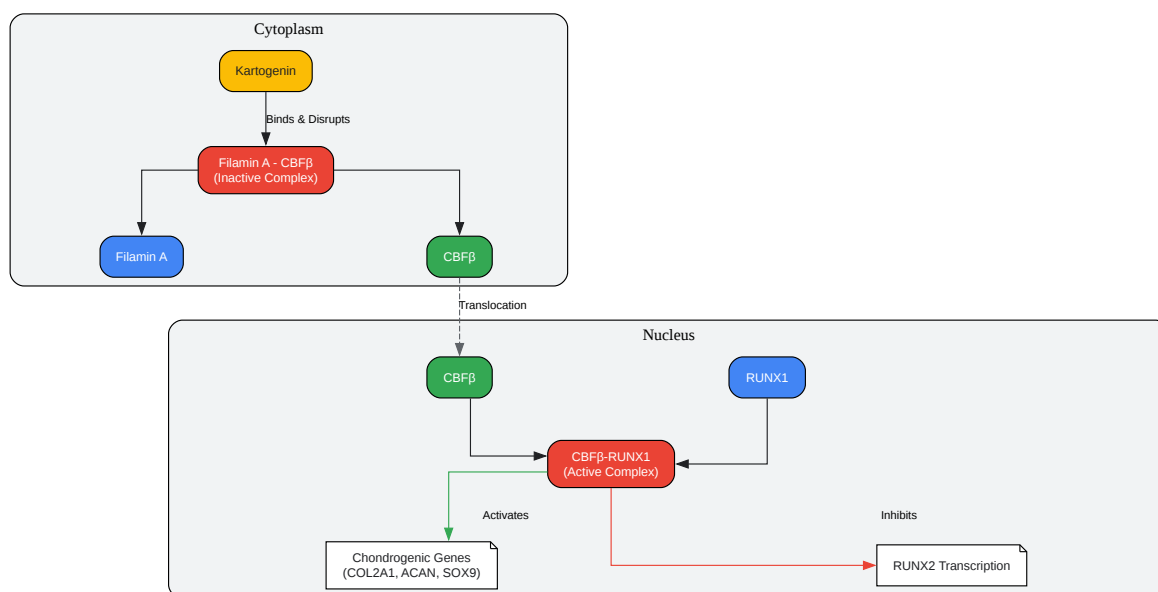 Cytoplasm
Kartogenin
Binds & Disrupts
Filamin A - CBFβ
(Inactive Complex)
Filamin A
CBFβ
Translocation
Nucleus
CBFβ
RUNX1
CBFβ-RUNX1
(Active Complex)
Activates
Inhibits
Chondrogenic Genes
(COL2A1, ACAN, SOX9)
RUNX2 Transcription